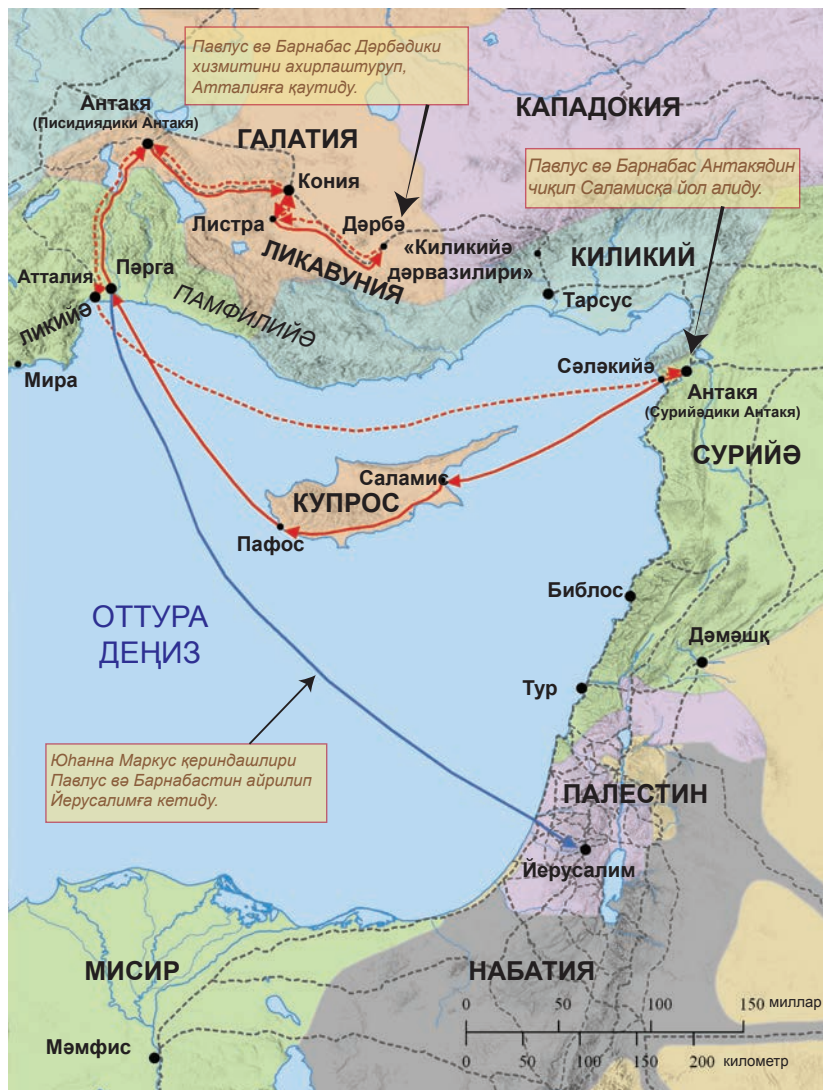 Павлус вә Барнабас Дәрбәдики
хизмитини ахирлаштуруп,
Атталияға қаутиду.
КАПАДОКИЯ
Антакя
(Писидиядики Антакя)
ГАЛАТИЯ
Павлус вә Барнабас Антакядин
чиқип Саламисқа йол алиду.
Кония
Листра
Дәрбә
«Киликийә
дәрвазилири»
ЛИКАВУНИЯ
КИЛИКИЙ
Атталия
Пәрга
ПАМФИЛИЙӘ
Тарсус
ЛИКИЙӘ
Мира
Сәләкийә
Антакя
(Сурийәдики Антакя)
СУРИЙӘ
Саламис
КУПРОС
Пафос
Библос
ОТТУРА
ДЕҢИЗ
Дәмәшқ
Тур
Юһанна Маркус қериндашлири
Павлус вә Барнабастин айрилип
Йерусалимға кетиду.
ПАЛЕСТИН
Йерусалим
МИСИР
НАБАТИЯ
0 50 100 150 миллар
Мәмфис
0 50 100 150 200 километр